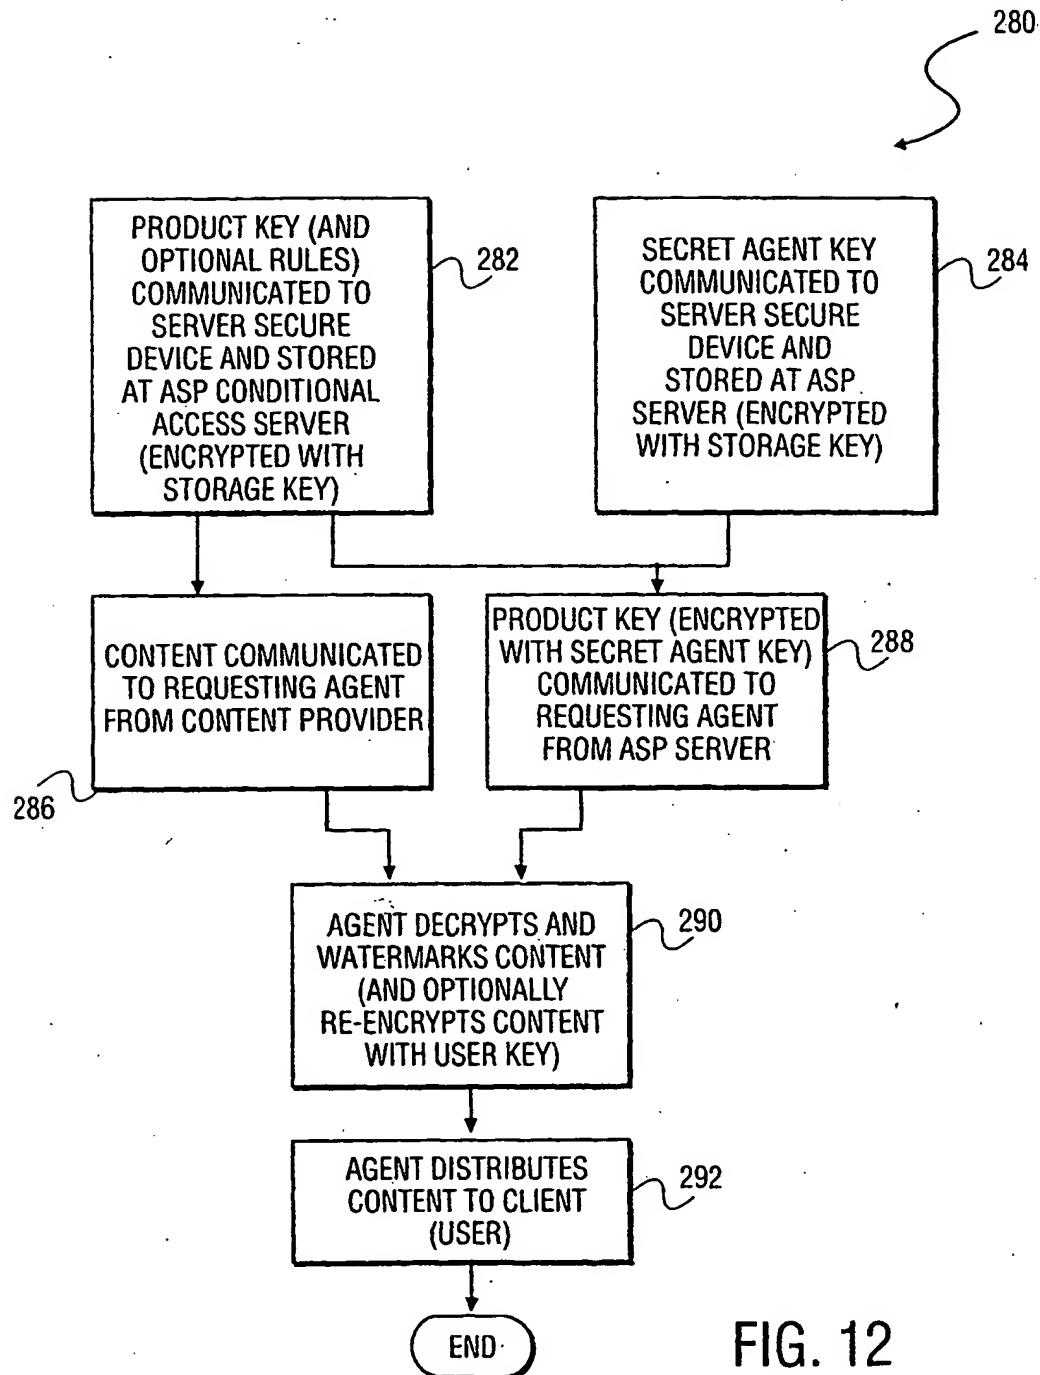 280
PRODUCT KEY (AND
OPTIONAL RULES)
COMMUNICATED TO
SERVER SECURE
DEVICE AND STORED
AT ASP CONDITIONAL
ACCESS SERVER
(ENCRYPTED WITH
STORAGE KEY)
282
SECRET AGENT KEY
COMMUNICATED TO
SERVER SECURE
DEVICE AND
STORED AT ASP
SERVER (ENCRYPTED
WITH STORAGE KEY)
284
CONTENT COMMUNICATED
TO REQUESTING AGENT
FROM CONTENT PROVIDER
286
PRODUCT KEY (ENCRYPTED
WITH SECRET AGENT KEY)
COMMUNICATED TO
REQUESTING AGENT
FROM ASP SERVER
288
AGENT DECRYPTS AND
WATERMARKS CONTENT
(AND OPTIONALLY
RE-ENCRYPTS CONTENT
WITH USER KEY)
290
AGENT DISTRIBUTES
CONTENT TO CLIENT
(USER)
292
END
FIG. 12